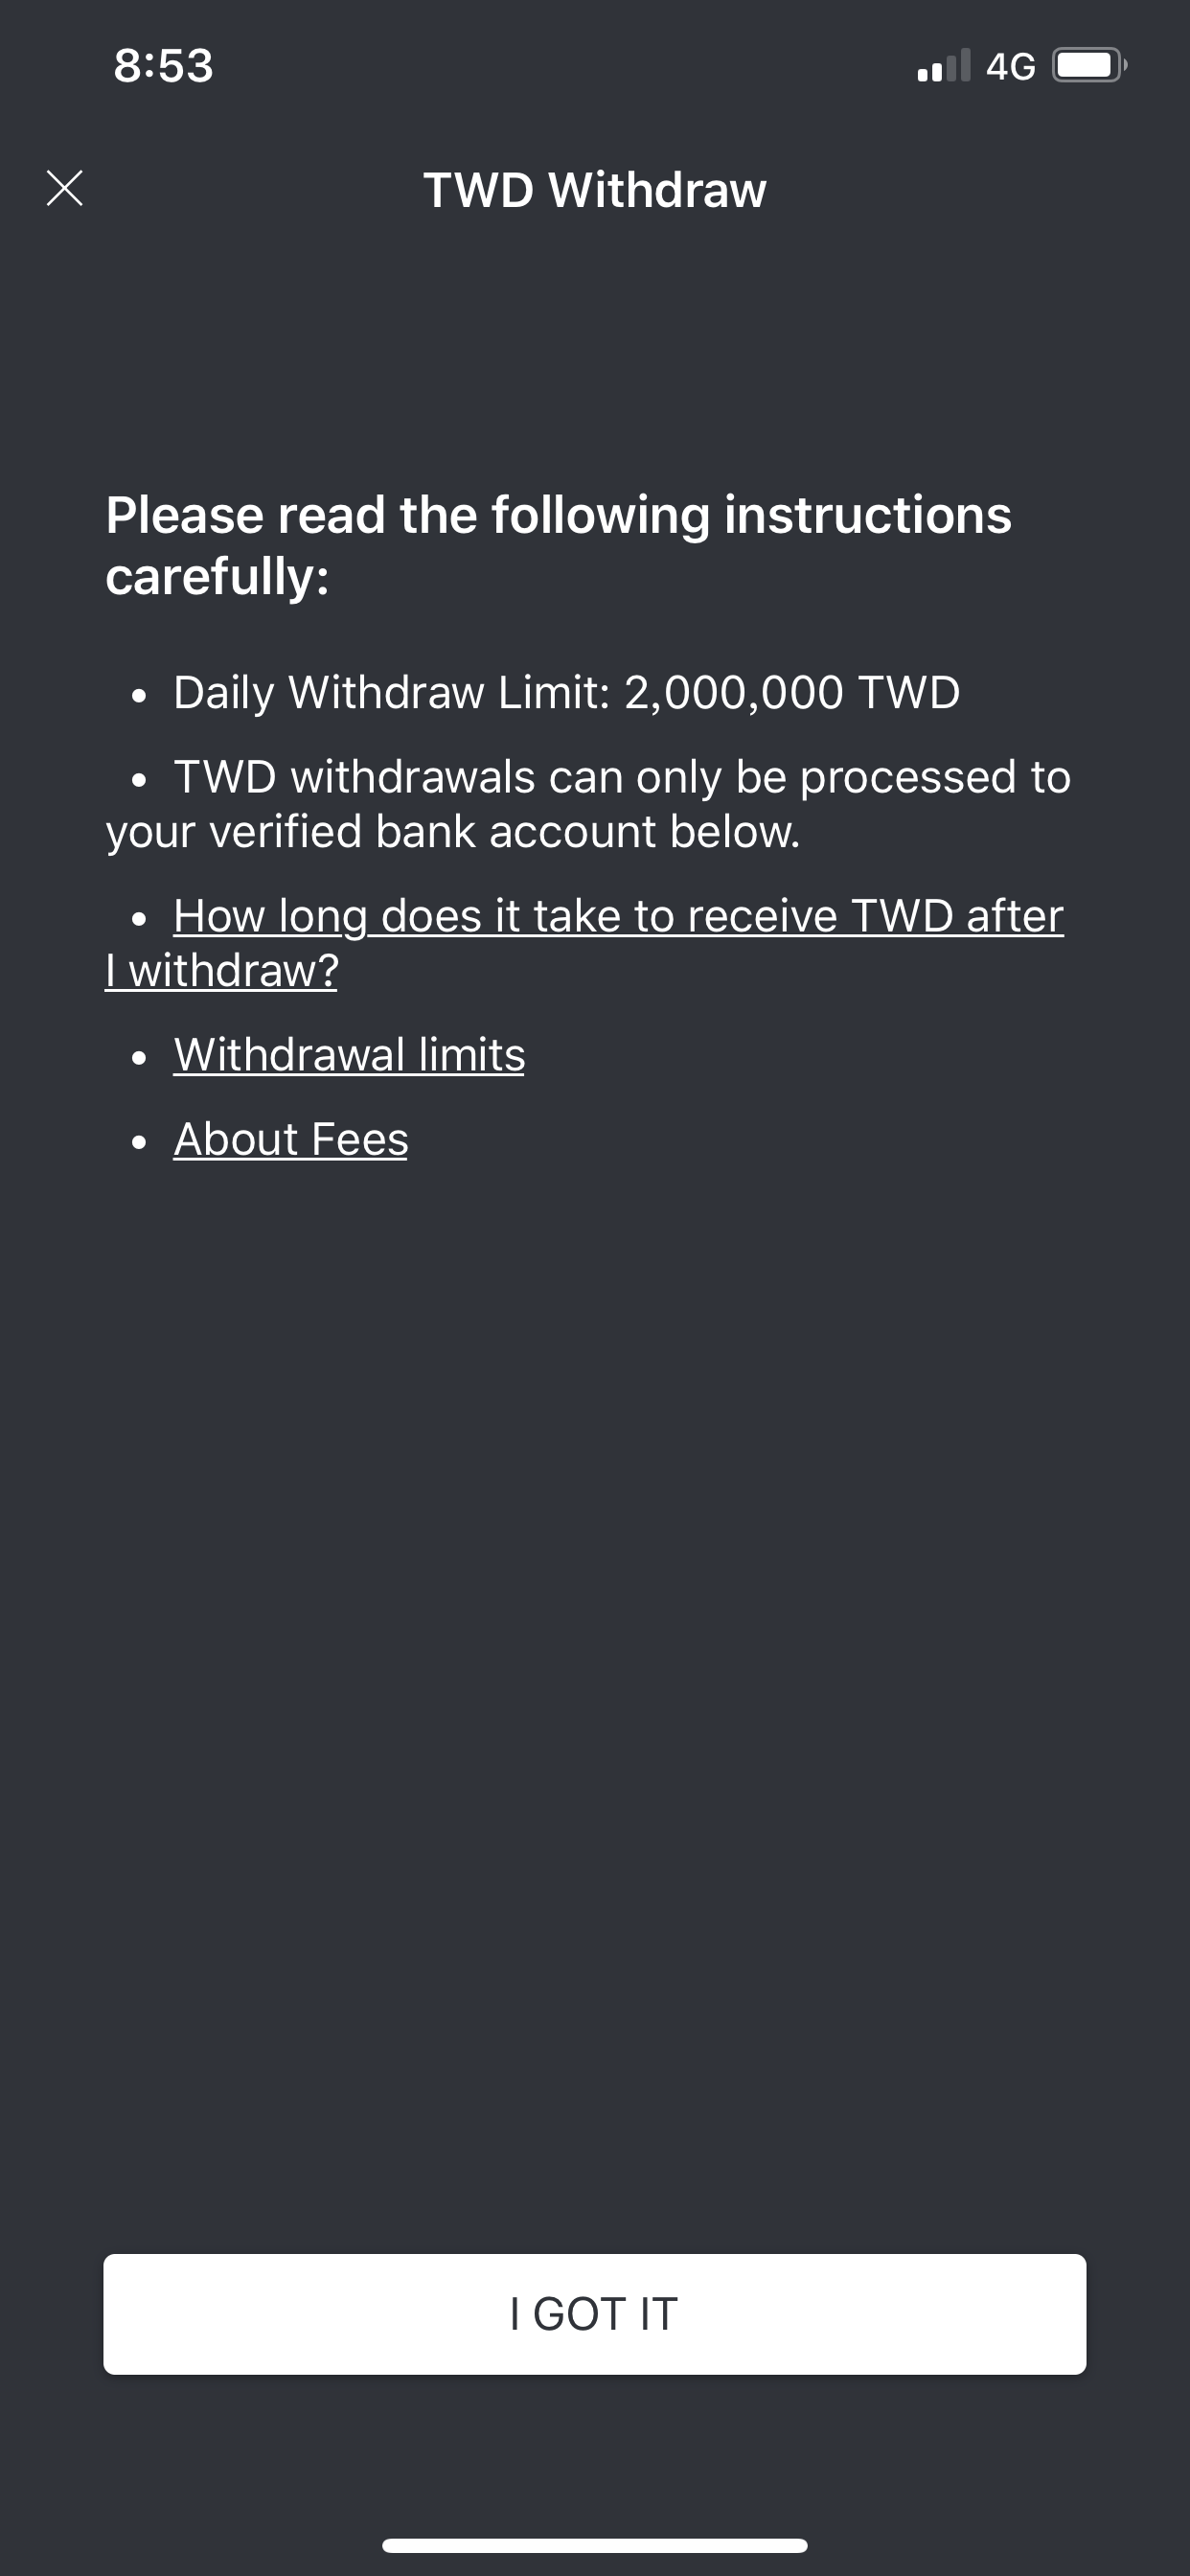 8:53
4G
TWD Withdraw
Please read the following instructions
carefully:
• Daily Withdraw Limit: 2,000,000 TWD
• TWD withdrawals can only be processed to
your verified bank account below.
• How long does it take to receive TWD after
I withdraw?
• Withdrawal limits
• About Fees
I GOT IT